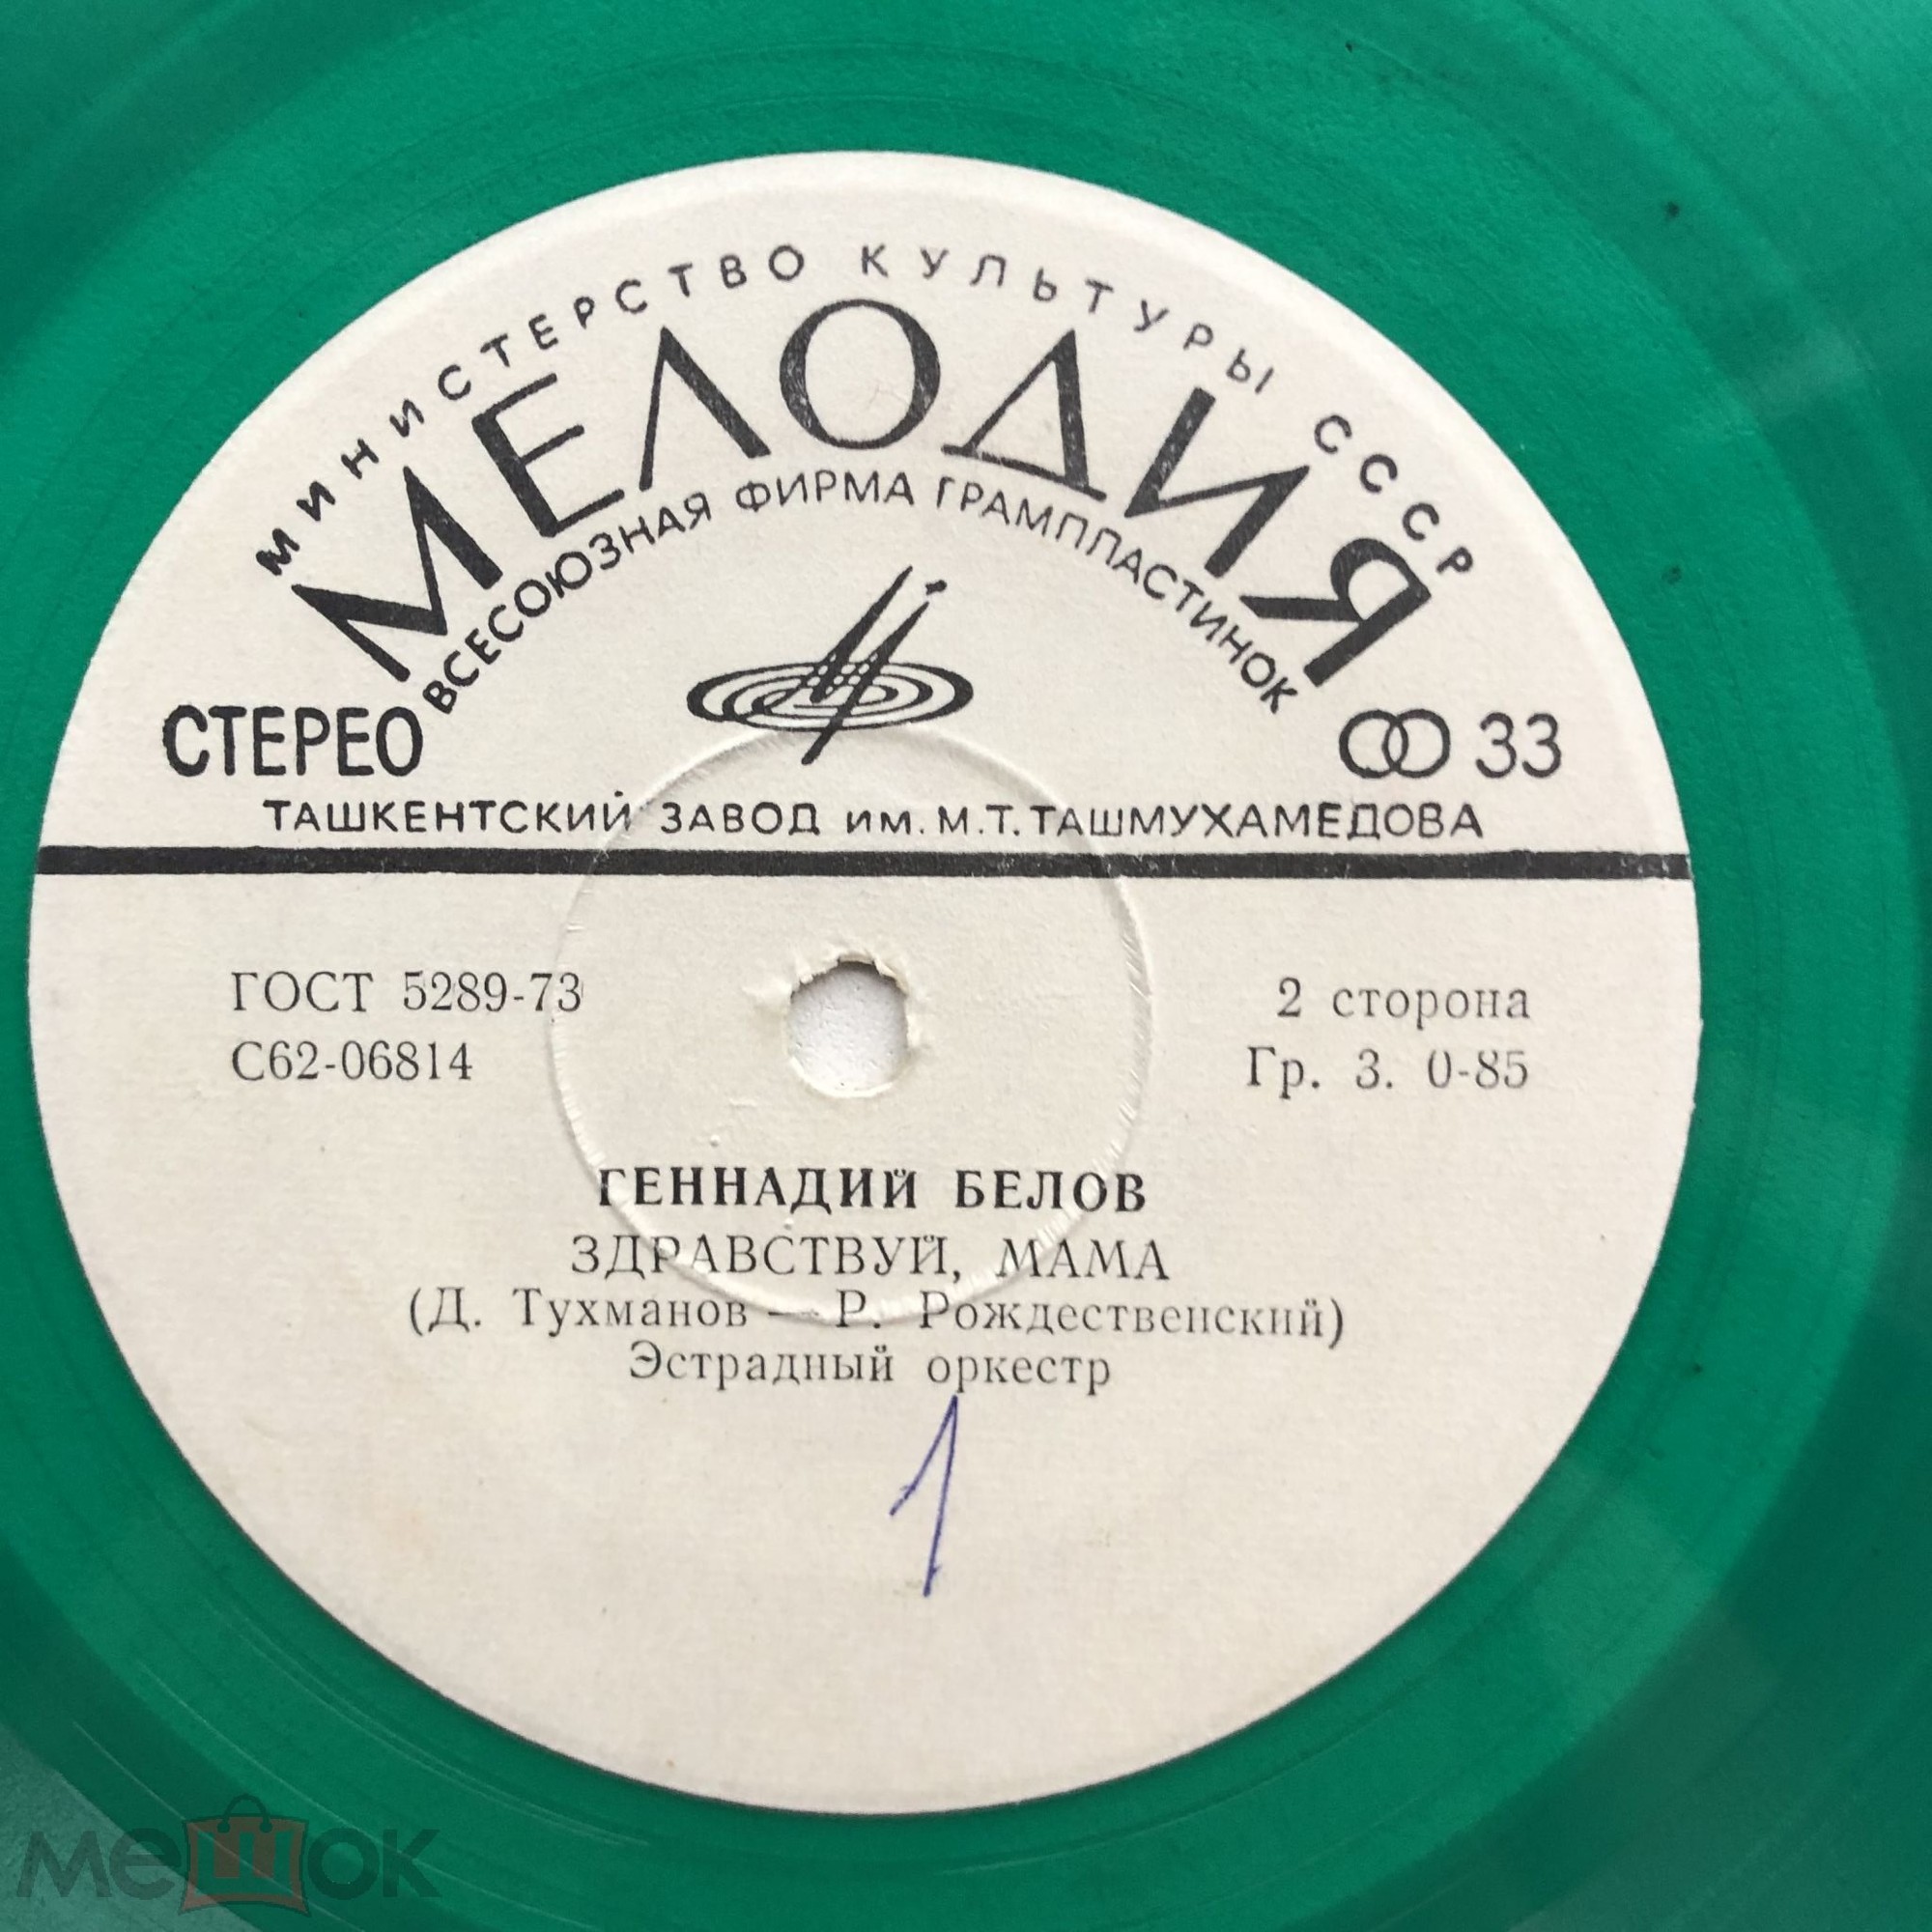 МИНИСТЕРСТВО КУЛЬТУРЫ СССР
МЕЛОДИЯ
ВСЕСОЮЗНАЯ ФИРМА ГРАМПЛАСТИНОК
СТЕРЕО 33
ТАШКЕНТСКИЙ ЗАВОД им. М.Т. ТАШМУХАМЕДОВА
ГОСТ 5289-73 2 сторона
С62-06814 Гр. 3. 0-85
ГЕННАДИЙ БЕЛОВ
ЗДРАВСТВУЙ, МАМА
(Д. Тухманов — Р. Рождественский)
Эстрадный оркестр
1
мешок